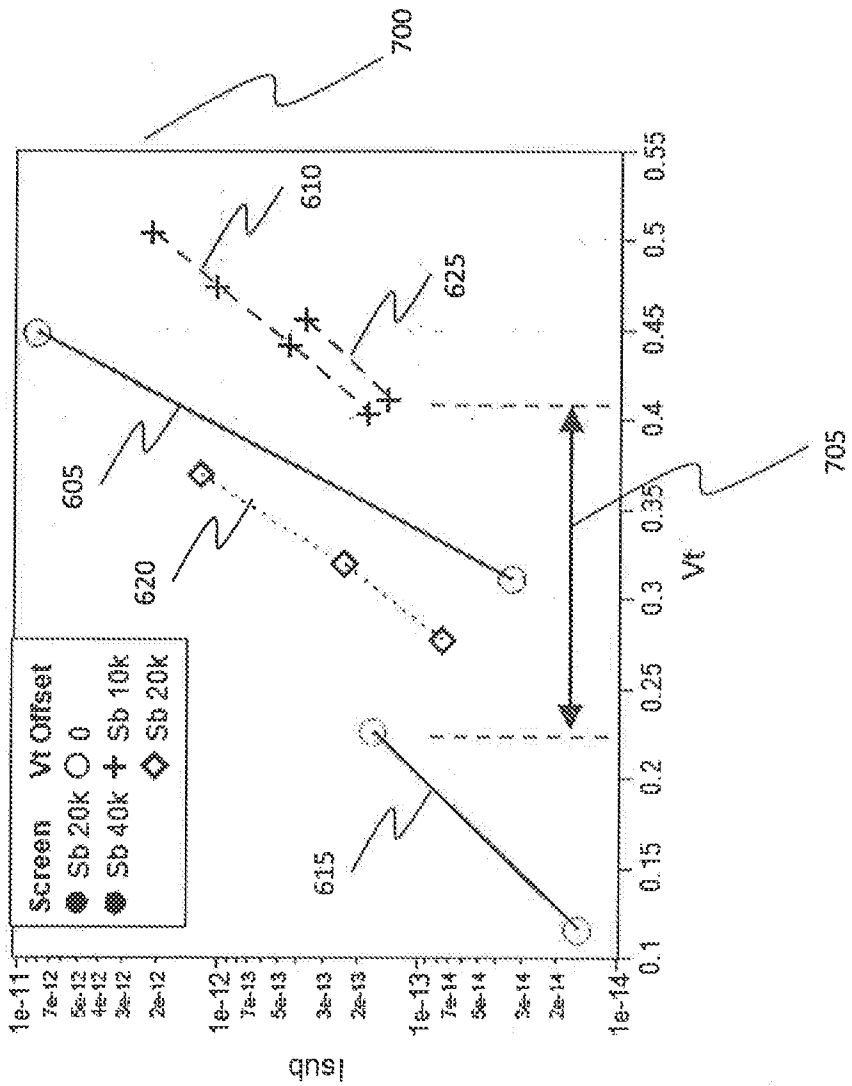 700
Screen Vt Offset
Sb 20k 0
Sb 40k Sb 10k
Sb 20k
605
610
615
620
625
705
Isub
1e-11
7e-12
5e-12
4e-12
3e-12
2e-12
1e-12
7e-13
5e-13
3e-13
2e-13
1e-13
7e-14
5e-14
3e-14
2e-14
1e-14
0.1
0.15
0.2
0.25
0.3
0.35
0.4
0.45
0.5
0.55
Vt